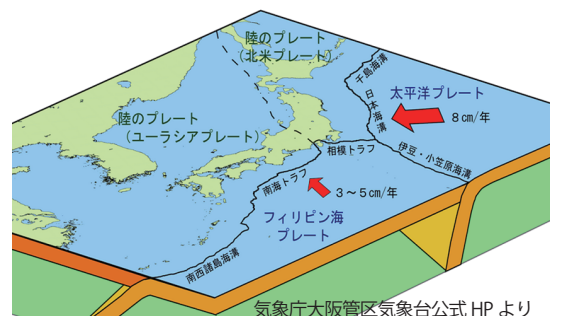 陸のプレート
(北米プレート)
千島海溝
日本海溝
太平洋プレート
8㎝/年
陸のプレート
(ユーラシアプレート)
相模トラフ
伊豆・小笠原海溝
南海トラフ
3~5㎝/年
フィリピン海
プレート
南西諸島海溝
気象庁大阪管区気象台公式 HP より